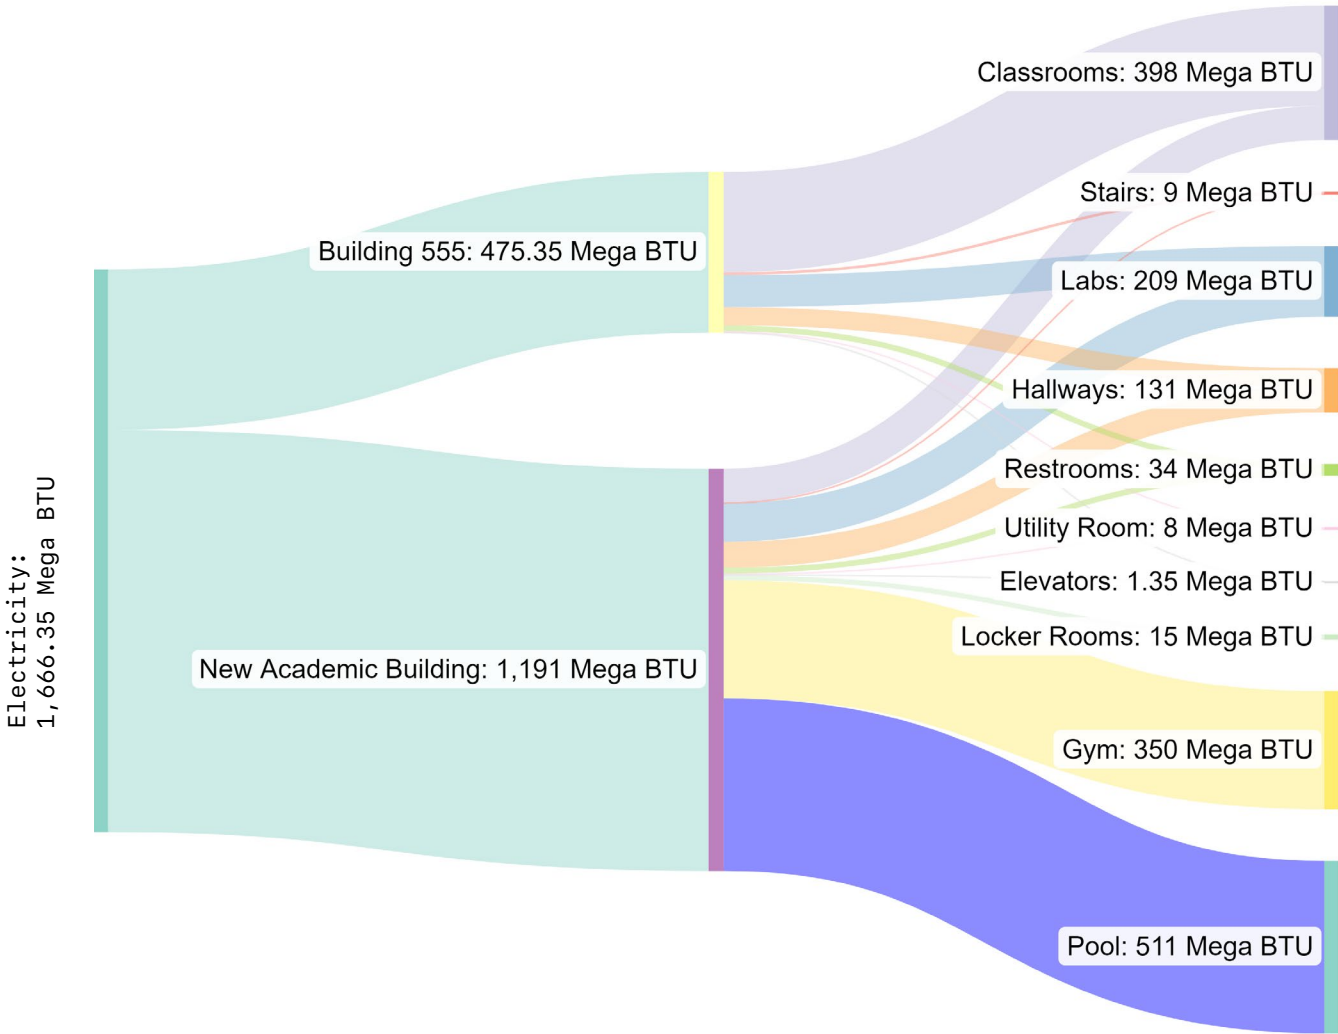 Classrooms: 398 Mega BTU
Stairs: 9 Mega BTU
Building 555: 475.35 Mega BTU
Labs: 209 Mega BTU
Hallways: 131 Mega BTU
Restrooms: 34 Mega BTU
Utility Room: 8 Mega BTU
Elevators: 1.35 Mega BTU
Electricity:
1,666.35 Mega BTU
Locker Rooms: 15 Mega BTU
New Academic Building: 1,191 Mega BTU
Gym: 350 Mega BTU
Pool: 511 Mega BTU